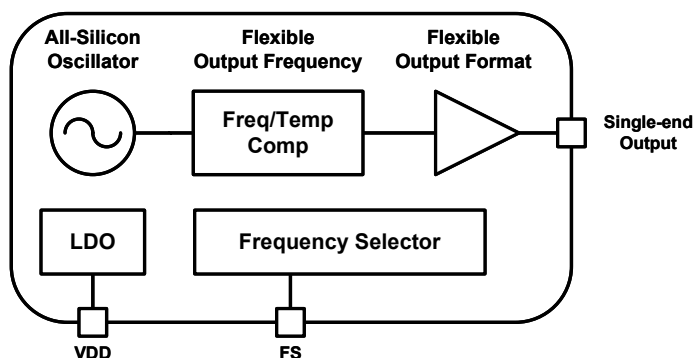 All-Silicon
Oscillator
Flexible
Output Frequency
Flexible
Output Format
Freq/Temp
Comp
Single-end
Output
LDO
Frequency Selector
VDD
FS